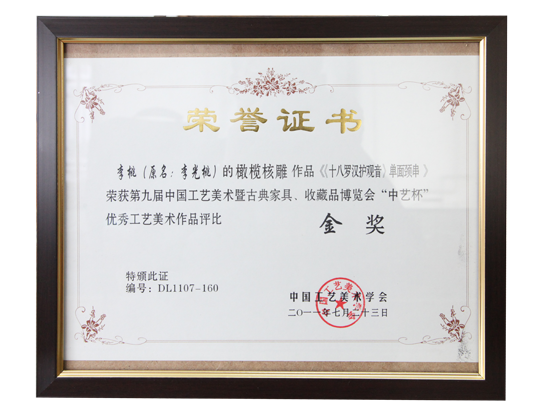 荣誉证书
李桃（原名：李光桃）的 橄榄核雕 作品《《十八罗汉护观音》单面颈串 》
荣获第九届中国工艺美术暨古典家具、收藏品博览会“中艺杯”
优秀工艺美术作品评比 金奖
特颁此证
编号：DL1107-160
中国工艺美术学会
二〇一一年七月二十三日